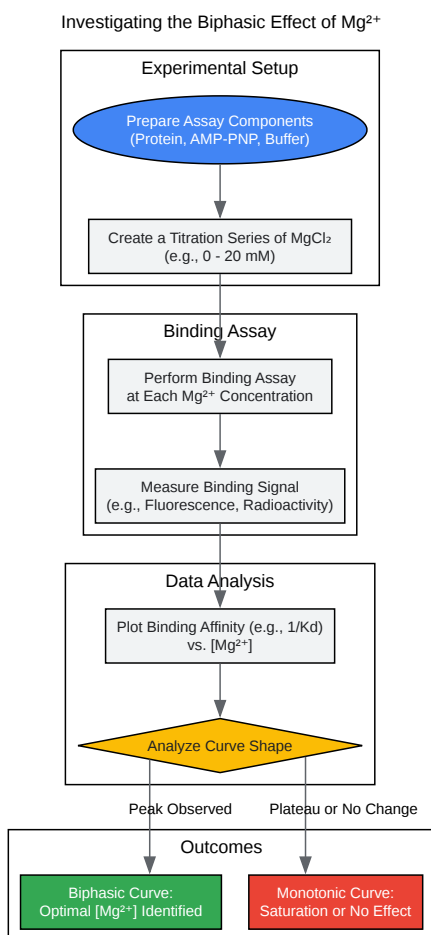 Investigating the Biphasic Effect of Mg²⁺
Experimental Setup
Prepare Assay Components
(Protein, AMP-PNP, Buffer)
Create a Titration Series of MgCl₂
(e.g., 0 - 20 mM)
Binding Assay
Perform Binding Assay
at Each Mg²⁺ Concentration
Measure Binding Signal
(e.g., Fluorescence, Radioactivity)
Data Analysis
Plot Binding Affinity (e.g., 1/Kd)
vs. [Mg²⁺]
Analyze Curve Shape
Peak Observed
Plateau or No Change
Outcomes
Biphasic Curve:
Optimal [Mg²⁺] Identified
Monotonic Curve:
Saturation or No Effect